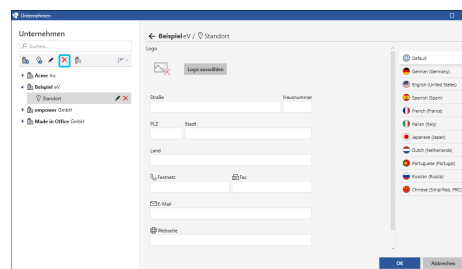 Unternehmen
Unternehmen
Suchen...
Acme Inc
Beispiel eV
Standort
empower GmbH
Made in Office GmbH
Beispiel eV / Standort
Logo
Logo auswählen
Straße
Hausnummer
PLZ
Stadt
Land
Festnetz
Fax
E-Mail
Webseite
Default
German (Germany)
English (United States)
Spanish (Spain)
French (France)
Italian (Italy)
Japanese (Japan)
Dutch (Netherlands)
Portuguese (Portugal)
Russian (Russia)
Chinese (Simplified, PRC)
OK
Abbrechen